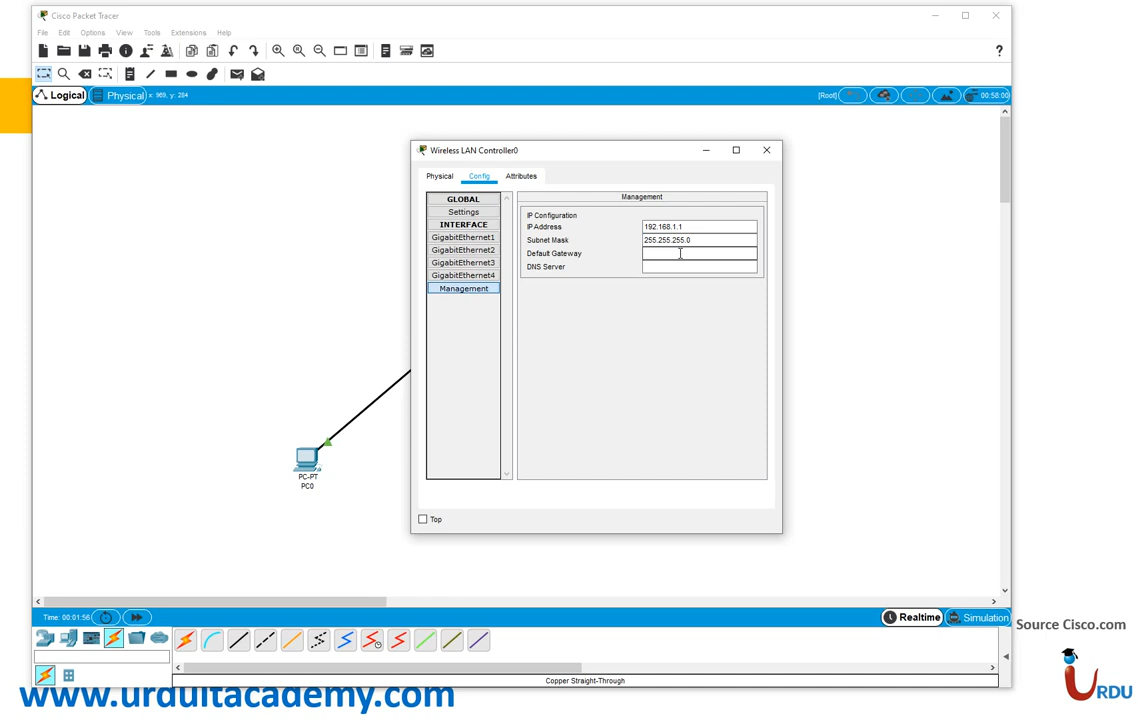 Cisco Packet Tracer
File Edit Options View Tools Extensions Help
?
Logical Physical x: 969, y: 284 [Root] 00:58:00
Wireless LAN Controller0
Physical Config Attributes
GLOBAL
Settings
INTERFACE
GigabitEthernet1
GigabitEthernet2
GigabitEthernet3
GigabitEthernet4
Management
Management
IP Configuration
IP Address 192.168.1.1
Subnet Mask 255.255.255.0
Default Gateway
DNS Server
Top
PC-PT
PC0
Time: 00:01:56 Realtime Simulation
Copper Straight-Through
Source Cisco.com
URDU
www.urduitacademy.com